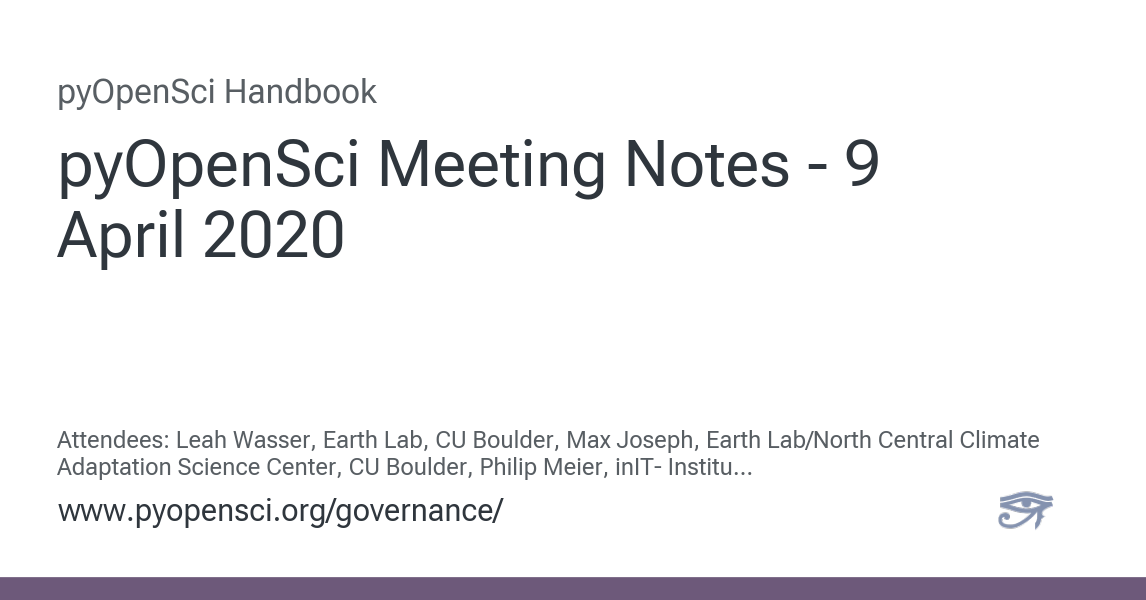 pyOpenSci Handbook
pyOpenSci Meeting Notes - 9
April 2020
Attendees: Leah Wasser, Earth Lab, CU Boulder, Max Joseph, Earth Lab/North Central Climate
Adaptation Science Center, CU Boulder, Philip Meier, inIT- Institu...
www.pyopensci.org/governance/